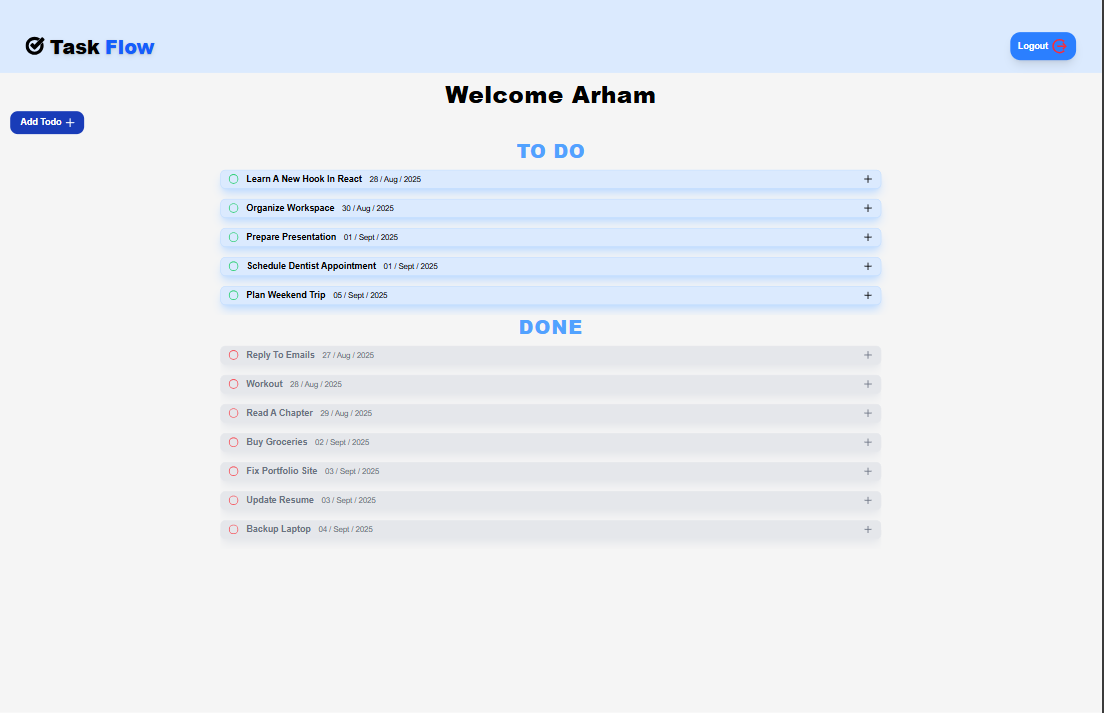 Task Flow
Logout
Welcome Arham
Add Todo +
TO DO
Learn A New Hook In React 28 / Aug / 2025 +
Organize Workspace 30 / Aug / 2025 +
Prepare Presentation 01 / Sept / 2025 +
Schedule Dentist Appointment 01 / Sept / 2025 +
Plan Weekend Trip 05 / Sept / 2025 +
DONE
Reply To Emails 27 / Aug / 2025 +
Workout 28 / Aug / 2025 +
Read A Chapter 29 / Aug / 2025 +
Buy Groceries 02 / Sept / 2025 +
Fix Portfolio Site 03 / Sept / 2025 +
Update Resume 03 / Sept / 2025 +
Backup Laptop 04 / Sept / 2025 +